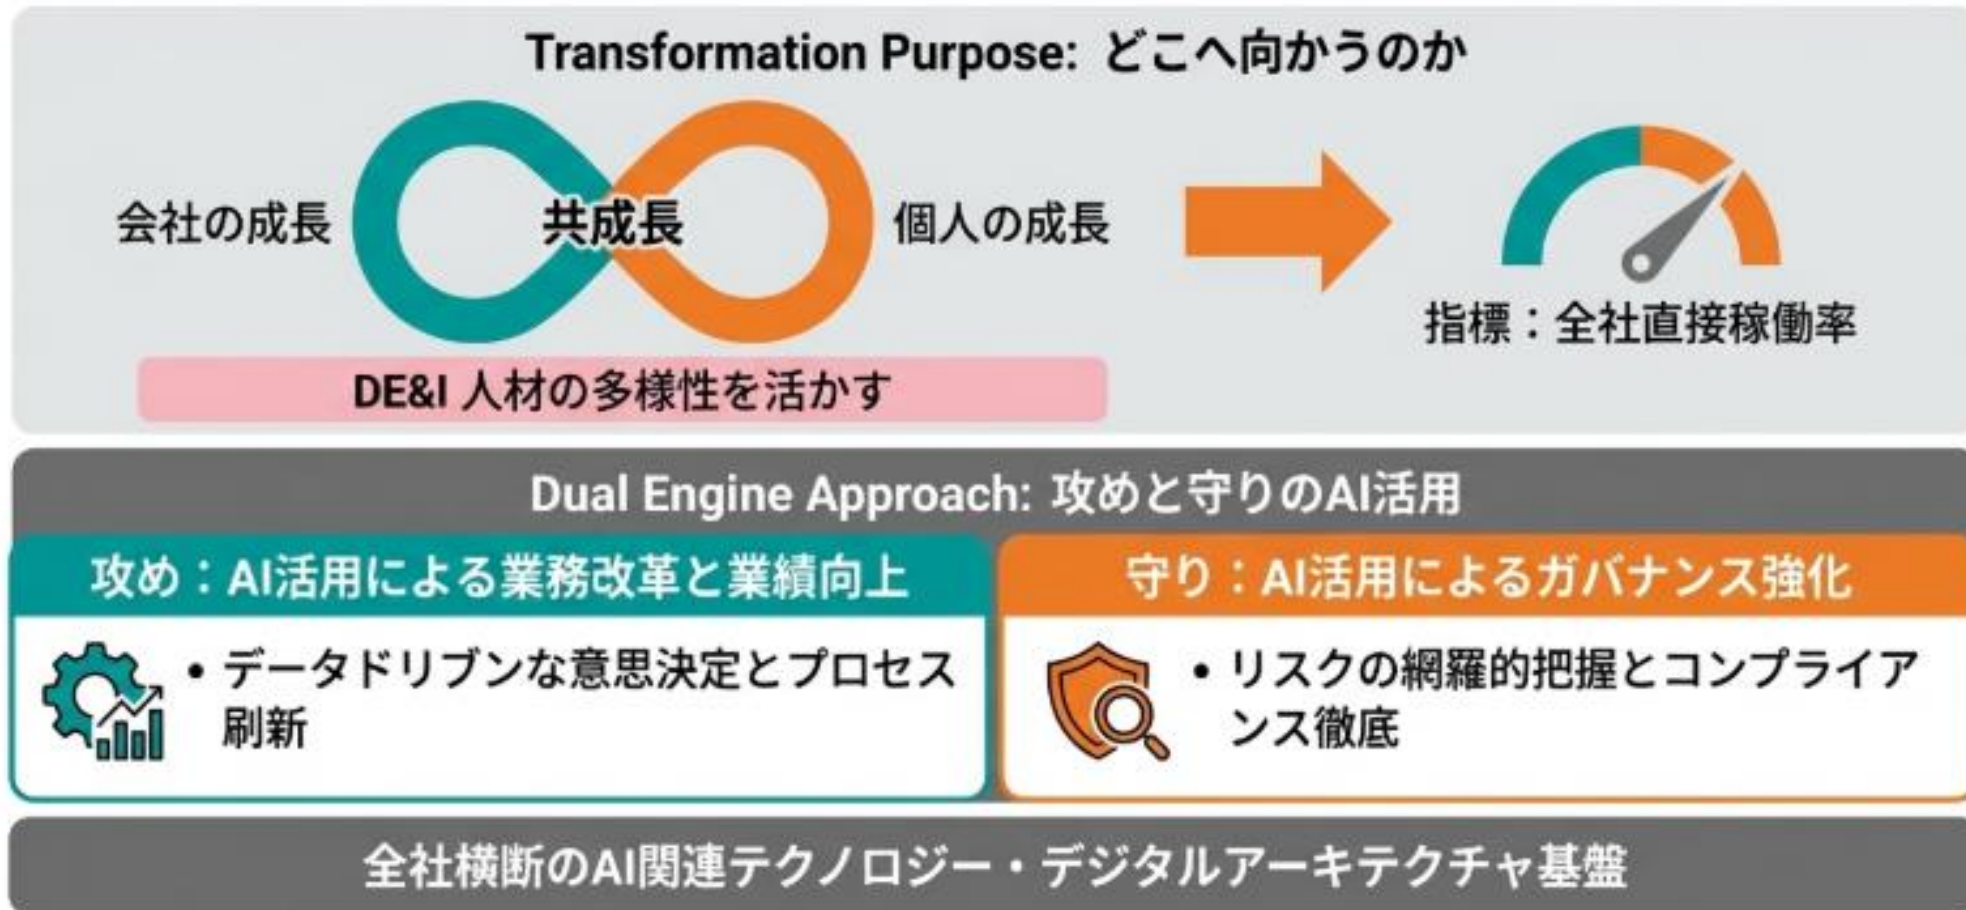 Transformation Purpose: どこへ向かうのか
会社の成長
共成長
個人の成長
指標：全社直接稼働率
DE&I 人材の多様性を活かす
Dual Engine Approach: 攻めと守りのAI活用
攻め：AI活用による業務改革と業績向上
• データドリブンな意思決定とプロセス
刷新
守り：AI活用によるガバナンス強化
• リスクの網羅的把握とコンプライア
ンス徹底
全社横断のAI関連テクノロジー・デジタルアーキテクチャ基盤